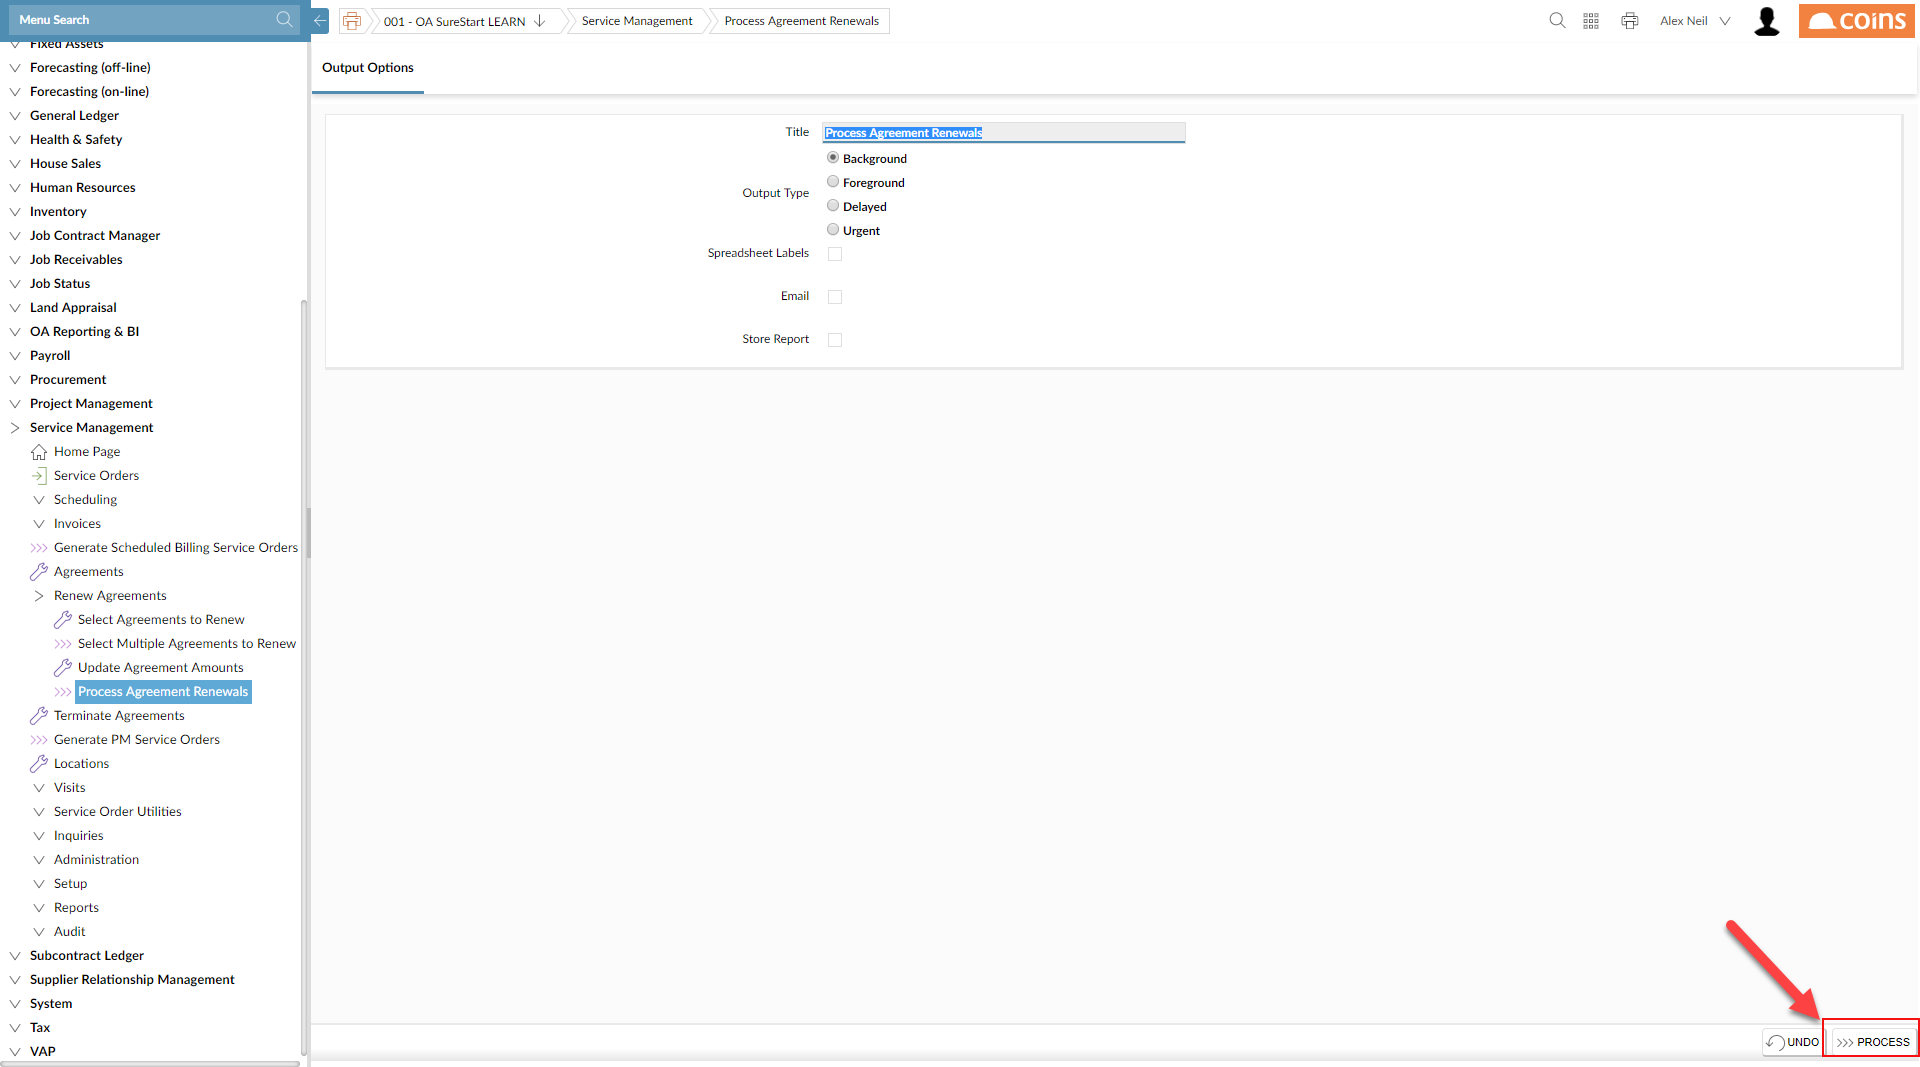 Menu Search
001 - OA SureStart LEARN
Service Management
Process Agreement Renewals
Alex Neil
coins
Fixed Assets
Forecasting (off-line)
Forecasting (on-line)
General Ledger
Health & Safety
House Sales
Human Resources
Inventory
Job Contract Manager
Job Receivables
Job Status
Land Appraisal
OA Reporting & BI
Payroll
Procurement
Project Management
Service Management
Home Page
Service Orders
Scheduling
Invoices
Generate Scheduled Billing Service Orders
Agreements
Renew Agreements
Select Agreements to Renew
Select Multiple Agreements to Renew
Update Agreement Amounts
Process Agreement Renewals
Terminate Agreements
Generate PM Service Orders
Locations
Visits
Service Order Utilities
Inquiries
Administration
Setup
Reports
Audit
Subcontract Ledger
Supplier Relationship Management
System
Tax
VAP
Output Options
Title
Process Agreement Renewals
Output Type
Background
Foreground
Delayed
Urgent
Spreadsheet Labels
Email
Store Report
UNDO
PROCESS